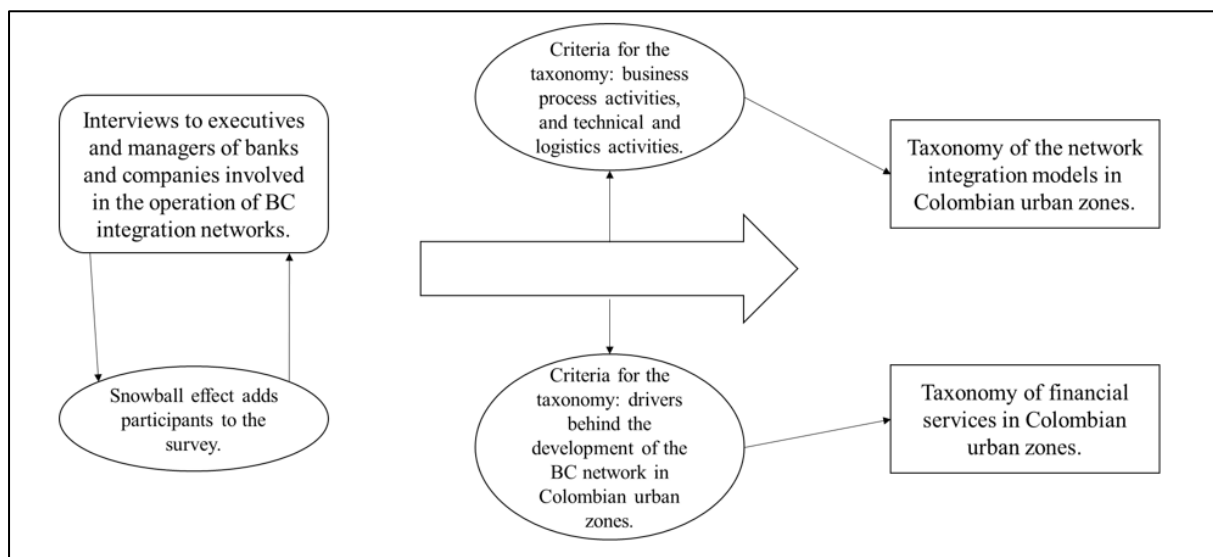 Interviews to executives
and managers of banks
and companies involved
in the operation of BC
integration networks.
Snowball effect adds
participants to the
survey.
Criteria for the
taxonomy: business
process activities,
and technical and
logistics activities.
Criteria for the
taxonomy: drivers
behind the
development of the
BC network in
Colombian urban
zones.
Taxonomy of the network
integration models in
Colombian urban zones.
Taxonomy of financial
services in Colombian
urban zones.